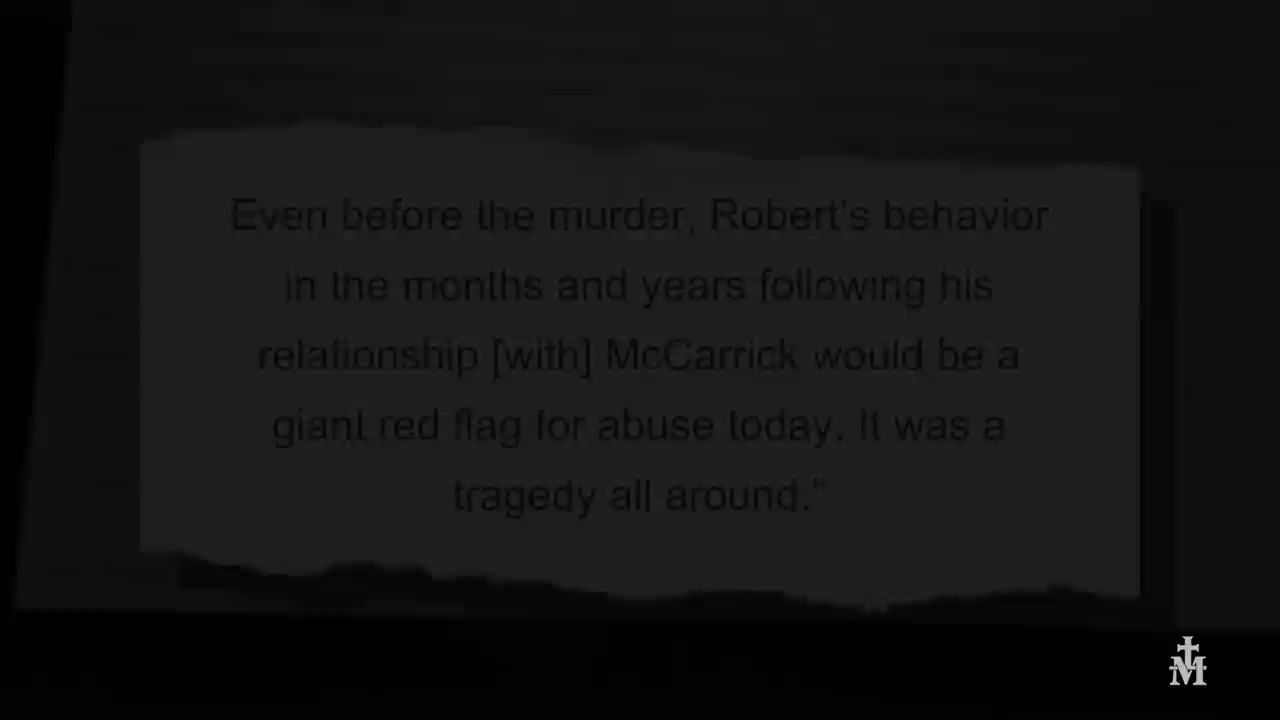 Even before the murder, Robert's behavior
in the months and years following his
relationship [with] McCarrick would be a
giant red flag for abuse today. It was a
tragedy all around."
M